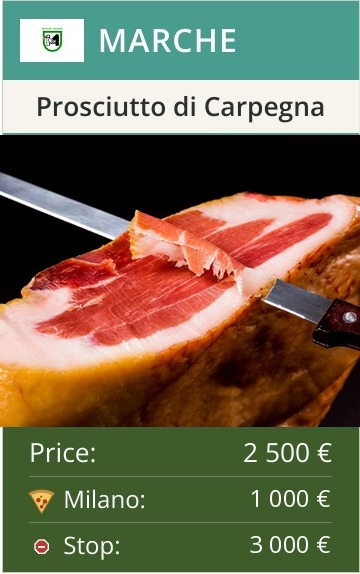 MARCHE
Prosciutto di Carpegna
Price: 2 500 €
Milano: 1 000 €
Stop: 3 000 €